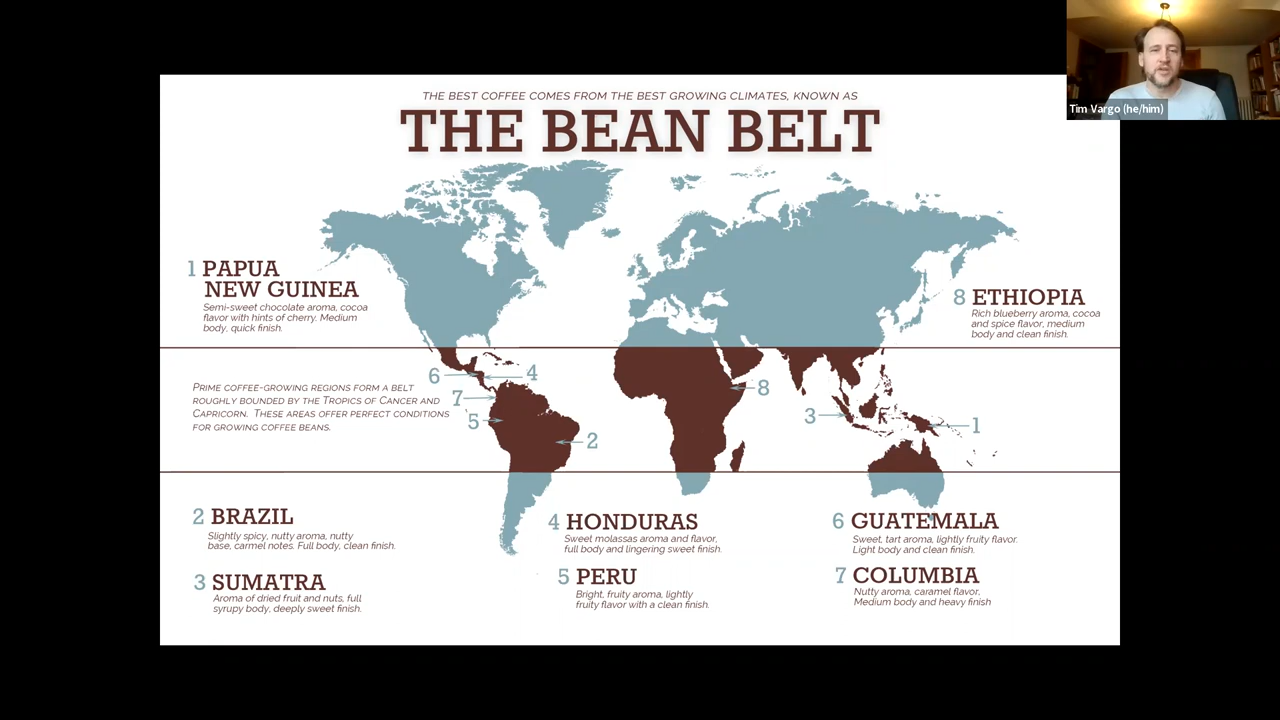 Tim Vargo (he/him)
THE BEST COFFEE COMES FROM THE BEST GROWING CLIMATES, KNOWN AS
THE BEAN BELT
1 PAPUA
NEW GUINEA
Semi-sweet chocolate aroma, cocoa
flavor with hints of cherry. Medium
body, quick finish.
8 ETHIOPIA
Rich blueberry aroma, cocoa
and spice flavor, medium
body and clean finish.
PRIME COFFEE-GROWING REGIONS FORM A BELT
ROUGHLY BOUNDED BY THE TROPICS OF CANCER AND
CAPRICORN. THESE AREAS OFFER PERFECT CONDITIONS
FOR GROWING COFFEE BEANS.
6
4
7
5
2
8
3
1
2 BRAZIL
Slightly spicy, nutty aroma, nutty
base, carmel notes. Full body, clean finish.
3 SUMATRA
Aroma of dried fruit and nuts, full
syrupy body, deeply sweet finish.
4 HONDURAS
Sweet molassas aroma and flavor,
full body and lingering sweet finish.
5 PERU
Bright, fruity aroma, lightly
fruity flavor with a clean finish.
6 GUATEMALA
Sweet, tart aroma, lightly fruity flavor.
Light body and clean finish.
7 COLUMBIA
Nutty aroma, caramel flavor,
Medium body and heavy finish